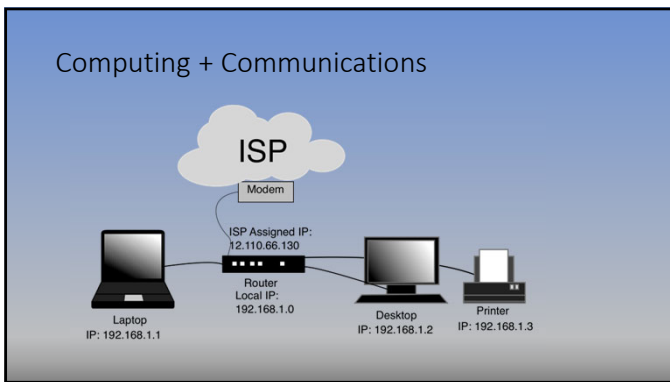 Computing + Communications
ISP
Modem
ISP Assigned IP:
12.110.66.130
Router
Local IP:
192.168.1.0
Laptop
IP: 192.168.1.1
Desktop
IP: 192.168.1.2
Printer
IP: 192.168.1.3